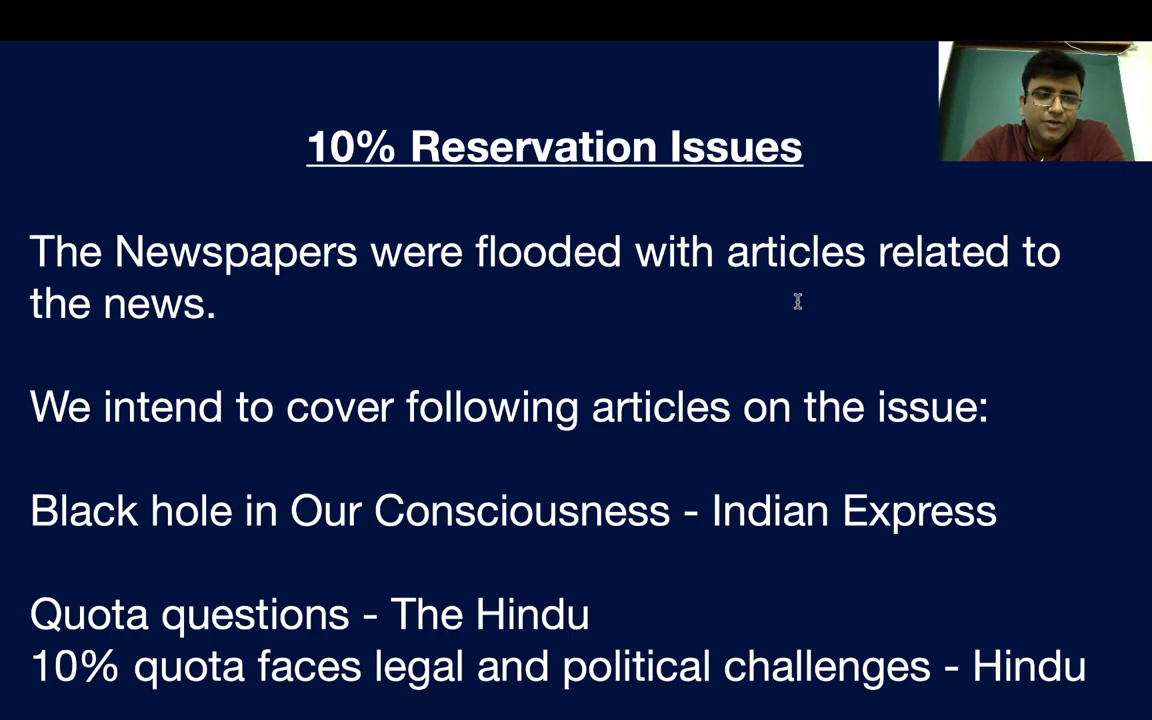 10% Reservation Issues
The Newspapers were flooded with articles related to
the news.
We intend to cover following articles on the issue:
Black hole in Our Consciousness - Indian Express
Quota questions - The Hindu
10% quota faces legal and political challenges - Hindu